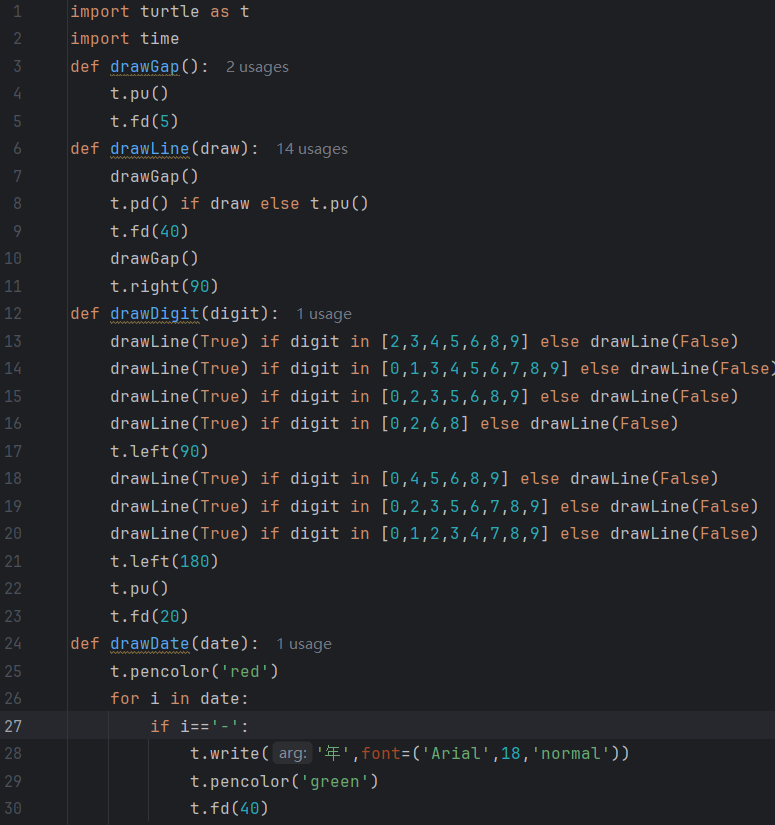 1 import turtle as t
2 import time
3 def drawGap(): 2 usages
4 t.pu()
5 t.fd(5)
6 def drawLine(draw): 14 usages
7 drawGap()
8 t.pd() if draw else t.pu()
9 t.fd(40)
10 drawGap()
11 t.right(90)
12 def drawDigit(digit): 1 usage
13 drawLine(True) if digit in [2,3,4,5,6,8,9] else drawLine(False)
14 drawLine(True) if digit in [0,1,3,4,5,6,7,8,9] else drawLine(False)
15 drawLine(True) if digit in [0,2,3,5,6,8,9] else drawLine(False)
16 drawLine(True) if digit in [0,2,6,8] else drawLine(False)
17 t.left(90)
18 drawLine(True) if digit in [0,4,5,6,8,9] else drawLine(False)
19 drawLine(True) if digit in [0,2,3,5,6,7,8,9] else drawLine(False)
20 drawLine(True) if digit in [0,1,2,3,4,7,8,9] else drawLine(False)
21 t.left(180)
22 t.pu()
23 t.fd(20)
24 def drawDate(date): 1 usage
25 t.pencolor('red')
26 for i in date:
27 if i=='-':
28 t.write( arg: '年',font=('Arial',18,'normal'))
29 t.pencolor('green')
30 t.fd(40)